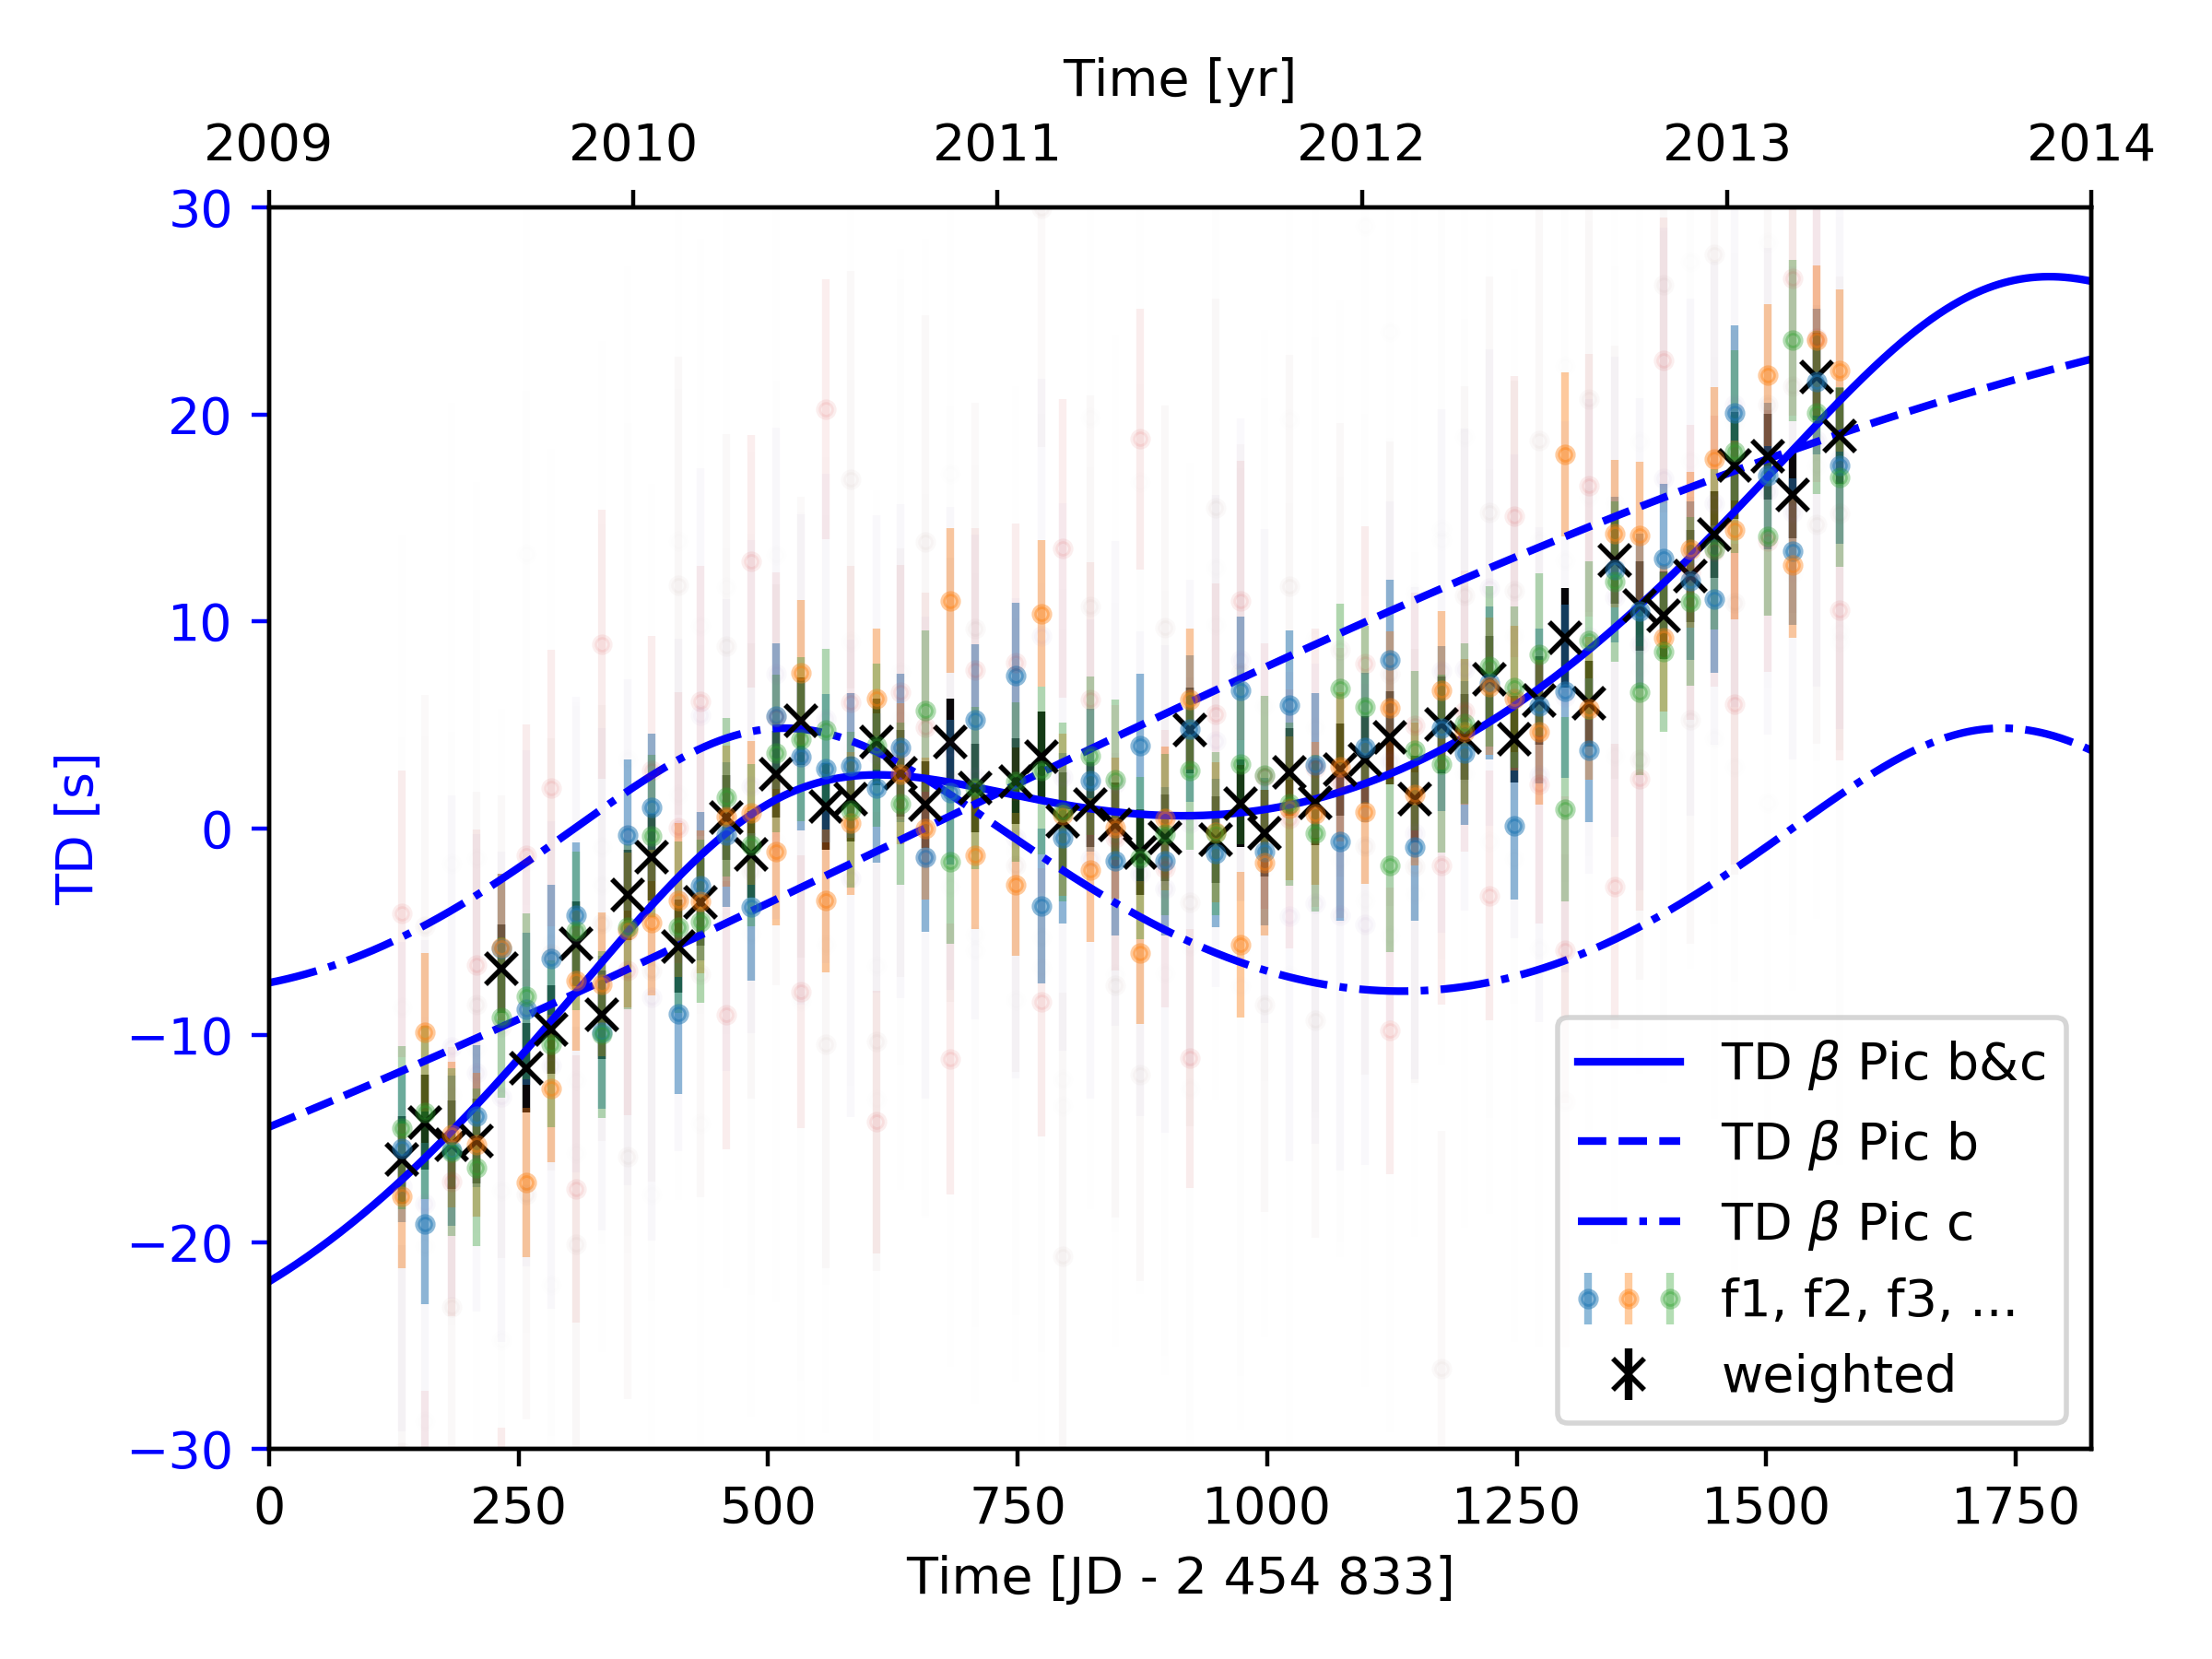 Time [yr]
2009 2010 2011 2012 2013 2014
30
20
10
0
−10
−20
−30
TD [s]
TD β Pic b&c
TD β Pic b
TD β Pic c
f1, f2, f3, ...
weighted
0 250 500 750 1000 1250 1500 1750
Time [JD - 2 454 833]